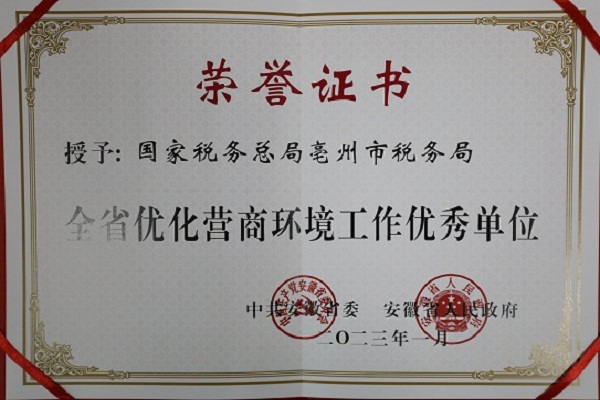 荣誉证书
授予：国家税务总局亳州市税务局
全省优化营商环境工作优秀单位
中共安徽省委 安徽省人民政府
二〇二三年一月